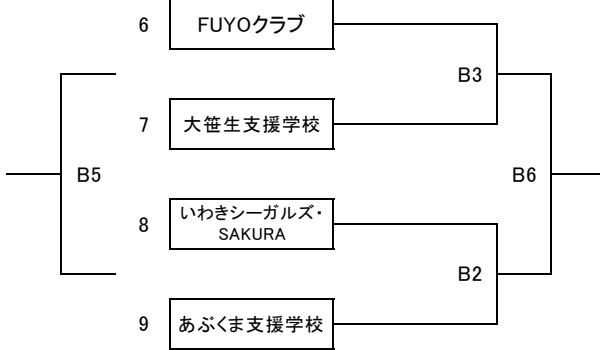 6 FUYOクラブ
B3
7 大笹生支援学校
B5
B6
8 いわきシーガルズ・
SAKURA
B2
9 あぶくま支援学校